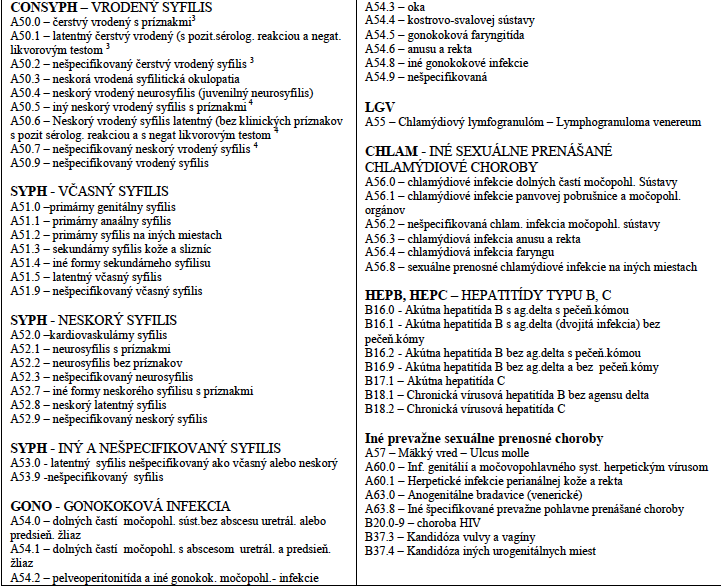 CONSYPH – VRODENÝ SYFILIS
A50.0 – čerstvý vrodený s príznakmi3
A50.1 – latentný čerstvý vrodený (s pozit.sérolog. reakciou a negat.
likvorovým testom 3
A50.2 – nešpecifikovaný čerstvý vrodený syfilis 3
A50.3 – neskorá vrodená syfilitická okulopatia
A50.4 – neskorý vrodený neurosyfilis (juvenilný neurosyfilis)
A50.5 – iný neskorý vrodený syfilis s príznakmi 4
A50.6 – Neskorý vrodený syfilis latentný (bez klinických príznakov
s pozit sérolog. reakciou a s negat likvorovým testom 4
A50.7 – nešpecifikovaný neskorý vrodený syfilis 4
A50.9 – nešpecifikovaný vrodený syfilis
SYPH - VČASNÝ SYFILIS
A51.0 –primárny genitálny syfilis
A51.1 – primárny anaálny syfilis
A51.2 – primárny syfilis na iných miestach
A51.3 – sekundárny syfilis kože a slizníc
A51.4 – iné formy sekundárneho syfilisu
A51.5 – latentný včasný syfilis
A51.9 – nešpecifikovaný včasný syfilis
SYPH - NESKORÝ SYFILIS
A52.0 –kardiovaskulárny syfilis
A52.1 – neurosyfilis s príznakmi
A52.2 – neurosyfilis bez príznakov
A52.3 – nešpecifikovaný neurosyfilis
A52.7 – iné formy neskorého syfilisu s príznakmi
A52.8 – neskorý latentný syfilis
A52.9 – nešpecifikovaný neskorý syfilis
SYPH - INÝ A NEŠPECIFIKOVANÝ SYFILIS
A53.0 - latentný syfilis nešpecifikovaný ako včasný alebo neskorý
A53.9 -nešpecifikovaný syfilis
GONO - GONOKOKOVÁ INFEKCIA
A54.0 – dolných častí močopohl. súst.bez abscesu uretrál. alebo
predsieň. žliaz
A54.1 – dolných častí močopohl. s abscesom uretrál. a predsieň.
žliaz
A54.2 – pelveoperitonitída a iné gonokok. močopohl.- infekcie
A54.3 – oka
A54.4 – kostrovo-svalovej sústavy
A54.5 – gonokoková faryngitída
A54.6 – anusu a rekta
A54.8 – iné gonokokové infekcie
A54.9 – nešpecifikovaná
LGV
A55 – Chlamýdiový lymfogranulóm – Lymphogranuloma venereum
CHLAM - INÉ SEXUÁLNE PRENÁŠANÉ
CHLAMÝDIOVÉ CHOROBY
A56.0 – chlamýdiové infekcie dolných častí močopohl. Sústavy
A56.1 – chlamýdiové infekcie panvovej pobrušnice a močopohl.
orgánov
A56.2 – nešpecifikovaná chlam. infekcia močopohl. sústavy
A56.3 – chlamýdiová infekcia anusu a rekta
A56.4 – chlamýdiová infekcia faryngu
A56.8 – sexuálne prenosné chlamýdiové infekcie na iných miestach
HEPB, HEPC – HEPATITÍDY TYPU B, C
B16.0 - Akútna hepatitída B s ag.delta s pečeň.kómou
B16.1 - Akútna hepatitída B s ag.delta (dvojitá infekcia) bez
pečeň.kómy
B16.2 - Akútna hepatitída B bez ag.delta s pečeň.kómou
B16.9 - Akútna hepatitída B bez ag.delta a bez pečeň.kómy
B17.1 – Akútna hepatitída C
B18.1 – Chronická vírusová hepatitída B bez agensu delta
B18.2 – Chronická vírusová hepatitída C
Iné prevažne sexuálne prenosné choroby
A57 – Mäkký vred – Ulcus molle
A60.0 – Inf. genitálií a močovopohlavného syst. herpetickým vírusom
A60.1 – Herpetické infekcie perianálnej kože a rekta
A63.0 – Anogenitálne bradavice (venerické)
A63.8 – Iné špecifikované prevažne pohlavne prenášané choroby
B20.0-9 – choroba HIV
B37.3 – Kandidóza vulvy a vagíny
B37.4 – Kandidóza iných urogenitálnych miest